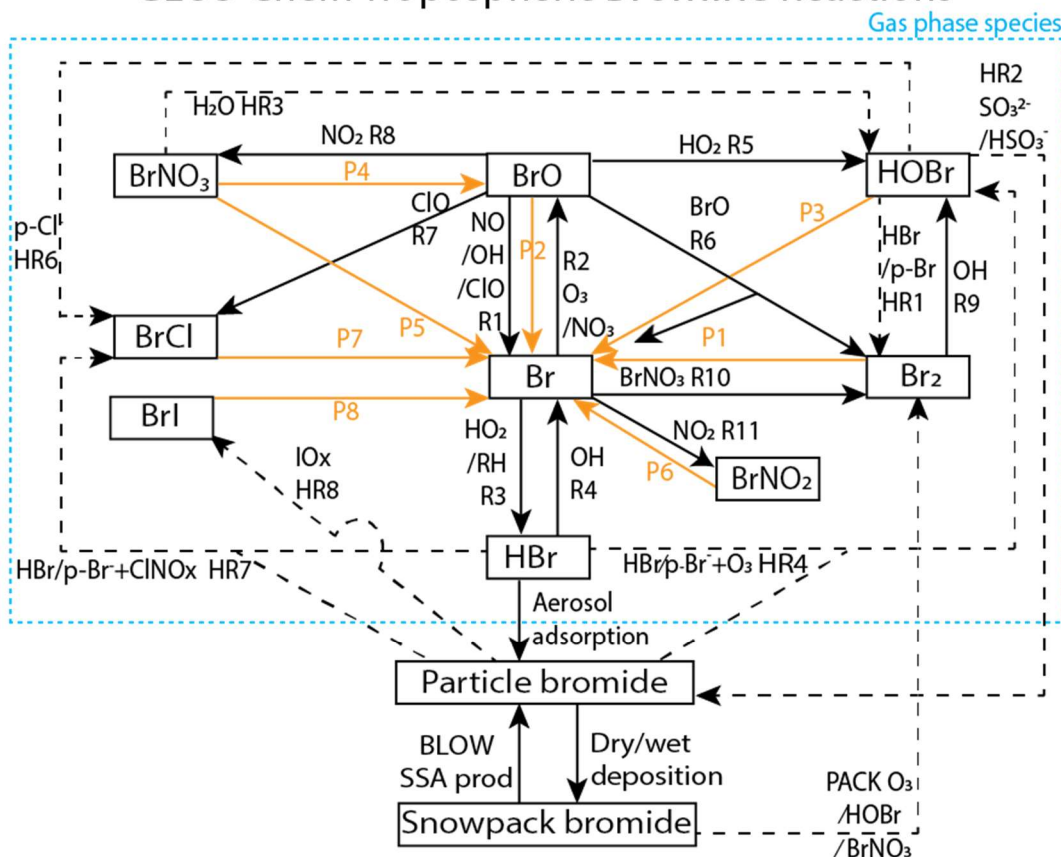 Gas phase species
HR2
SO₃²⁻
/HSO₃⁻
H₂O HR3
NO₂ R8
HO₂ R5
BrNO₃
P4
BrO
HOBr
ClO
R7
NO
/OH
/ClO
R1
P2
R2
O₃
/NO₃
BrO
R6
P3
HBr
/p-Br
HR1
OH
R9
p-Cl⁻
HR6
BrCl
P7
P5
P1
Br
BrNO₃ R10
Br₂
BrI
P8
HO₂
/RH
R3
OH
R4
NO₂ R11
P6
BrNO₂
IOx
HR8
HBr
HBr/p-Br⁻+ClNOx HR7
HBr/p-Br⁻+O₃ HR4
Aerosol
adsorption
Particle bromide
BLOW
SSA prod
Dry/wet
deposition
PACK O₃
/HOBr
/ BrNO₃
Snowpack bromide